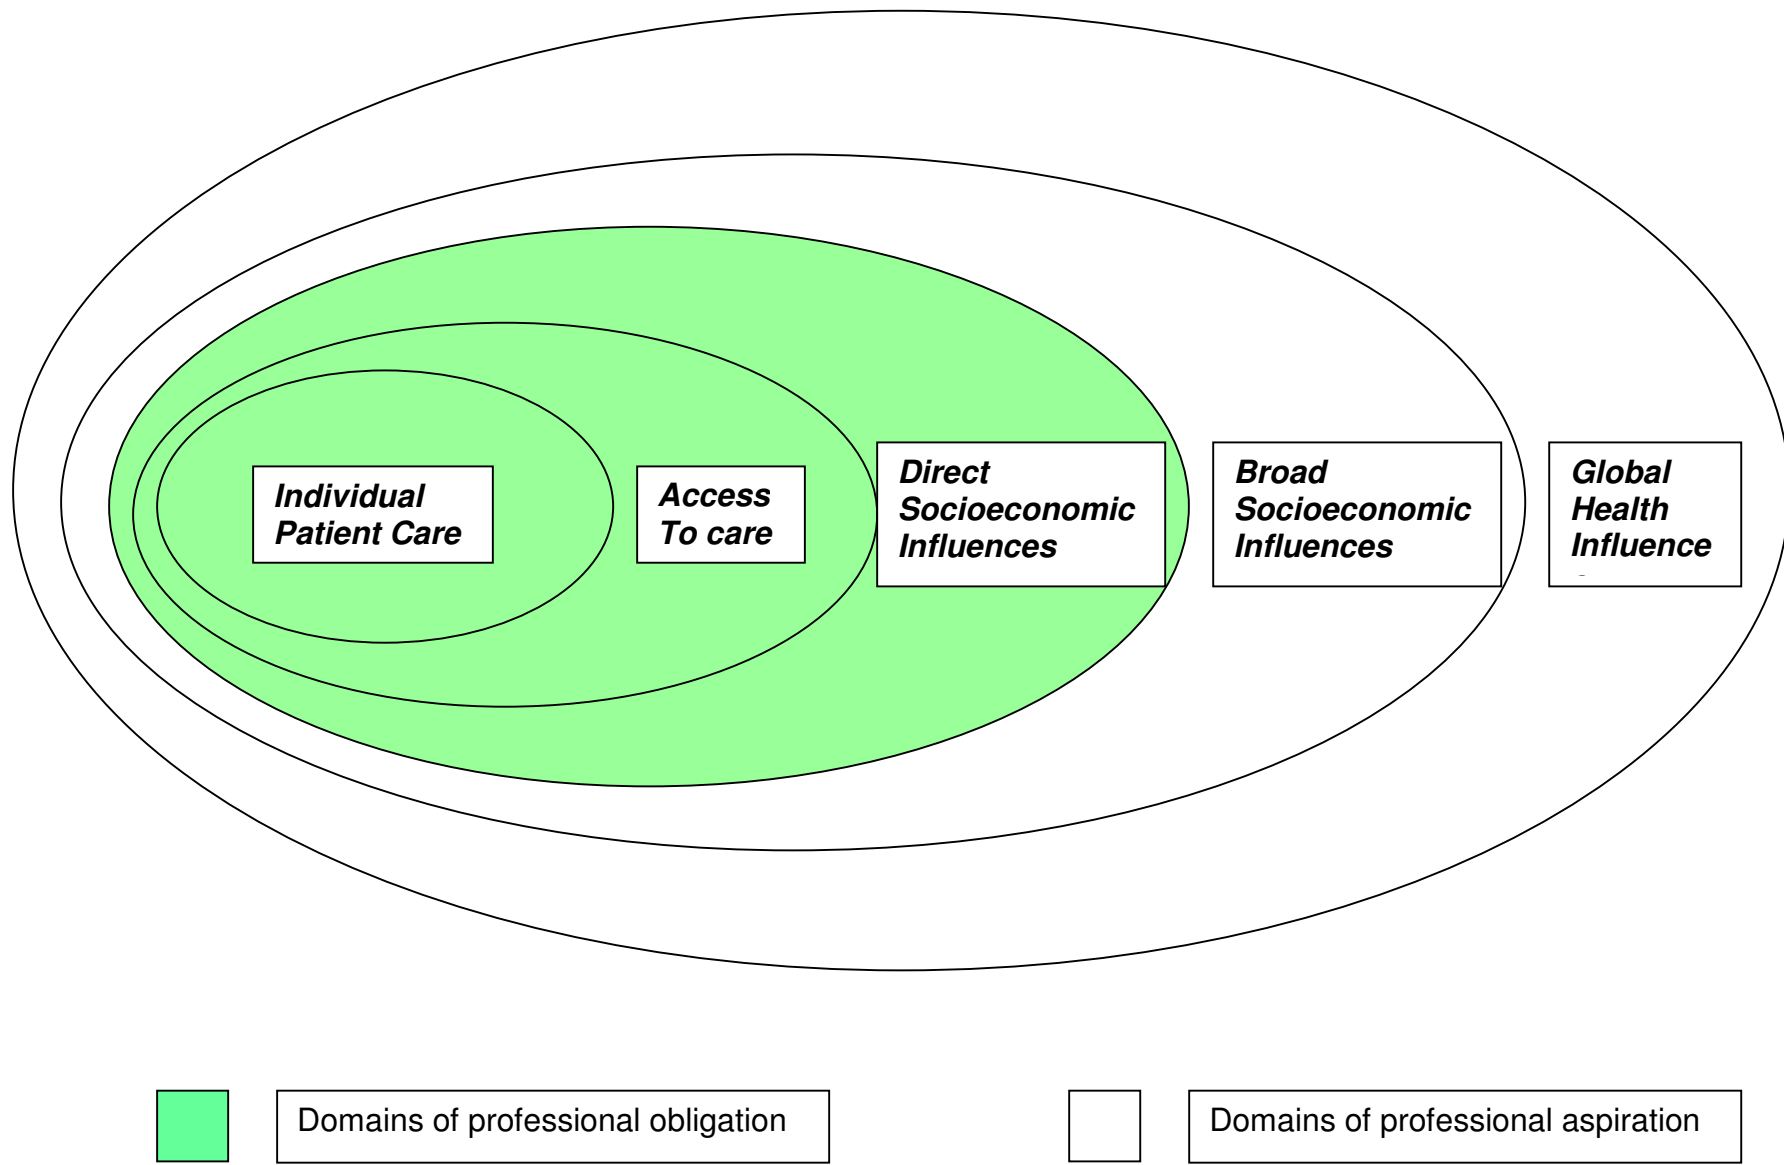 Individual
Patient Care
Access
To care
Direct
Socioeconomic
Influences
Broad
Socioeconomic
Influences
Global
Health
Influence
Domains of professional obligation
Domains of professional aspiration